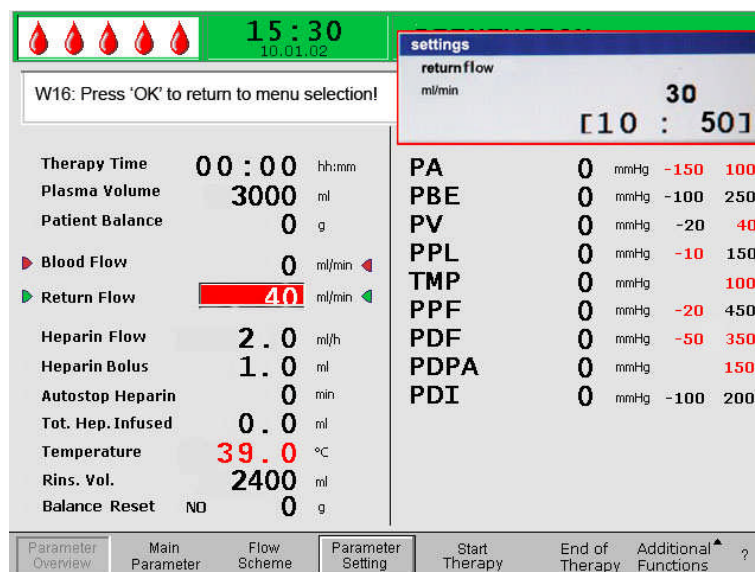 15:30
10.01.02
settings
returnflow
ml/min 30
[10 : 50]
W16: Press 'OK' to return to menu selection!
Therapy Time 00:00 hh:mm
Plasma Volume 3000 ml
Patient Balance 0 g
Blood Flow 0 ml/min
Return Flow 40 ml/min
Heparin Flow 2.0 ml/h
Heparin Bolus 1.0 ml
Autostop Heparin 0 min
Tot. Hep. Infused 0.0 ml
Temperature 39.0 °C
Rins. Vol. 2400 ml
Balance Reset NO 0 g
PA 0 mmHg -150 100
PBE 0 mmHg -100 250
PV 0 mmHg -20 40
PPL 0 mmHg -10 150
TMP 0 mmHg 100
PPF 0 mmHg -20 450
PDF 0 mmHg -50 350
PDPA 0 mmHg 150
PDI 0 mmHg -100 200
Parameter Overview
Main Parameter
Flow Scheme
Parameter Setting
Start Therapy
End of Therapy
Additional Functions
?